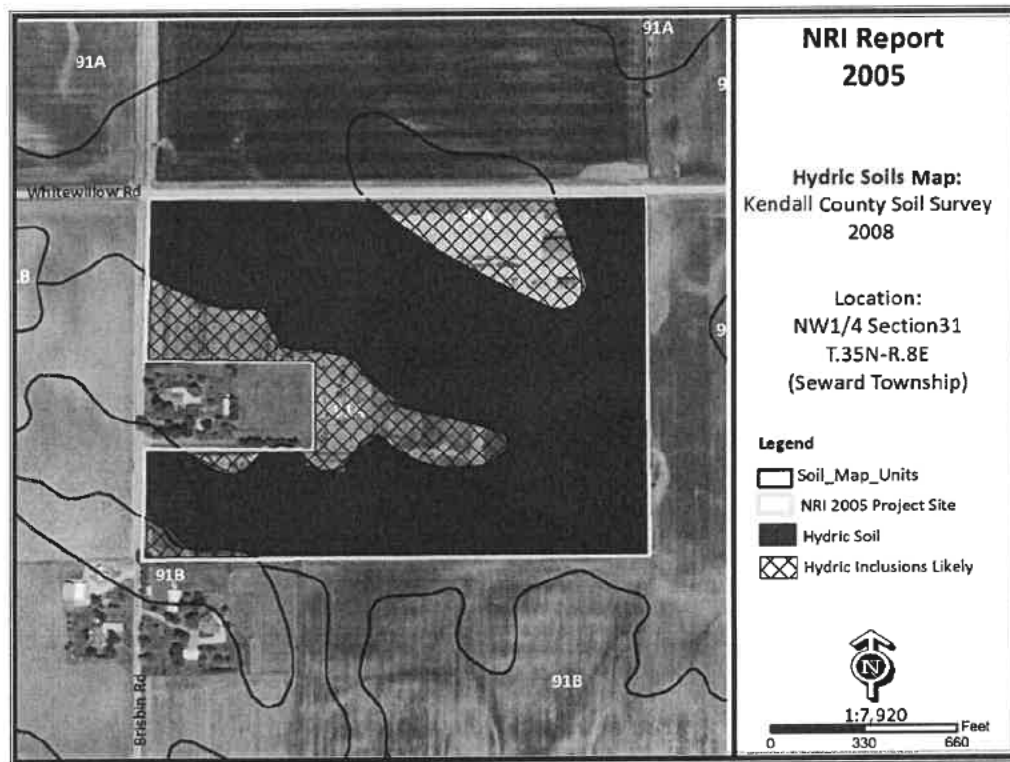 NRI Report
2005
Hydric Soils Map:
Kendall County Soil Survey
2008
Location:
NW1/4 Section31
T.35N-R.8E
(Seward Township)
Legend
Soil_Map_Units
NRI 2005 Project Site
Hydric Soil
Hydric Inclusions Likely
N
1:7,920
Feet
0 330 660
91A
91A
9
Whitewillow Rd
B
9
91B
91B
Brisbin Rd